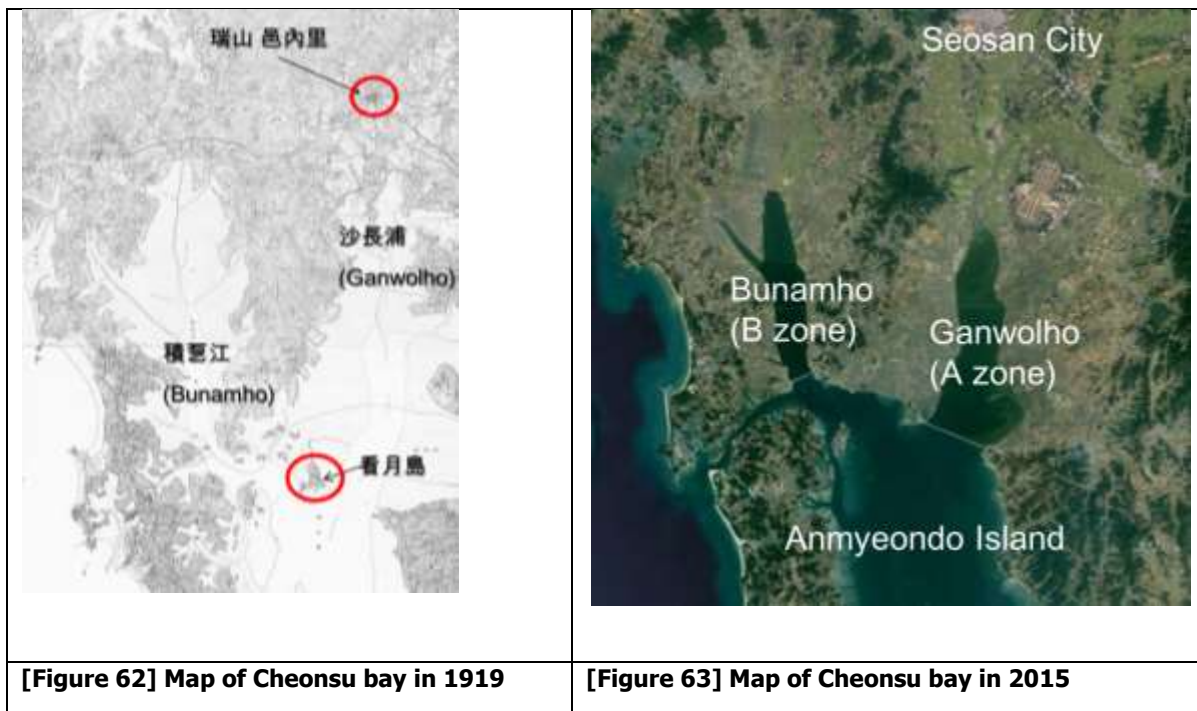 瑞山 邑內里
沙長浦
(Ganwolho)
積乭江
(Bunamho)
看月島
Seosan City
Bunamho
(B zone)
Ganwolho
(A zone)
Anmyeondo Island
[Figure 62] Map of Cheonsu bay in 1919
[Figure 63] Map of Cheonsu bay in 2015